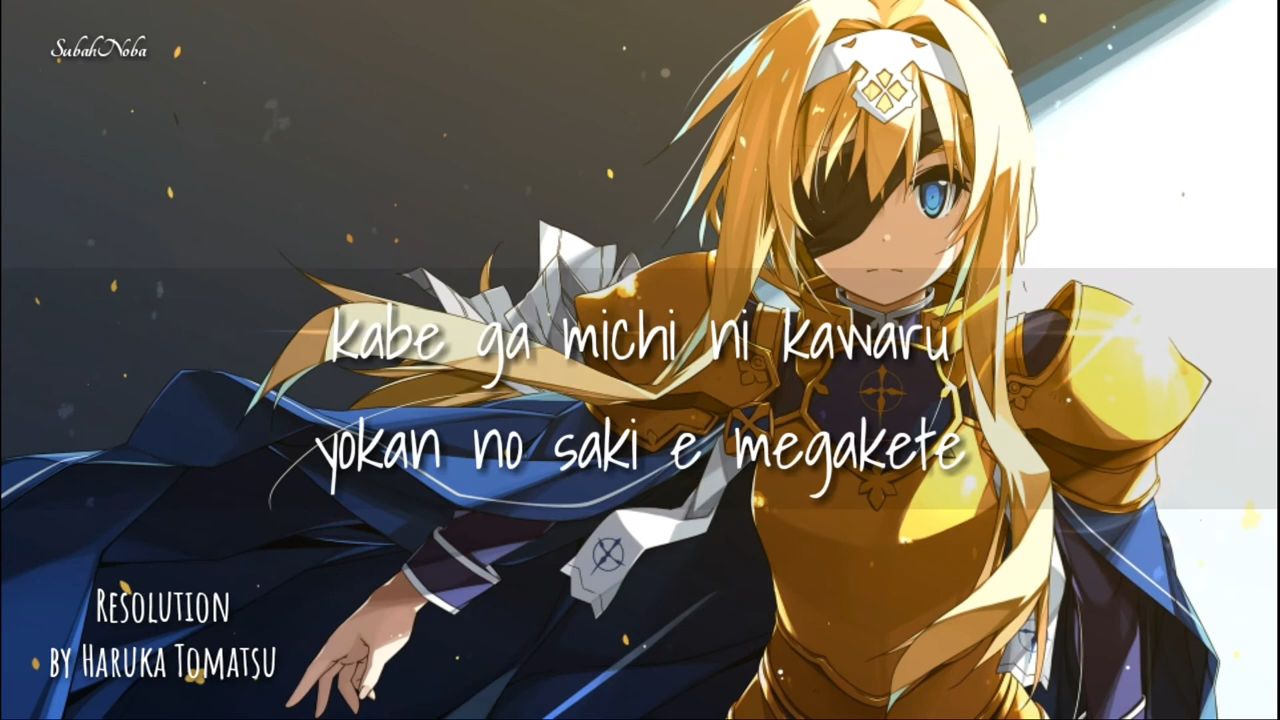 SubahNoba
kabe ga michi ni kawaru
yokan no saki e megakete
Resolution
by Haruka Tomatsu